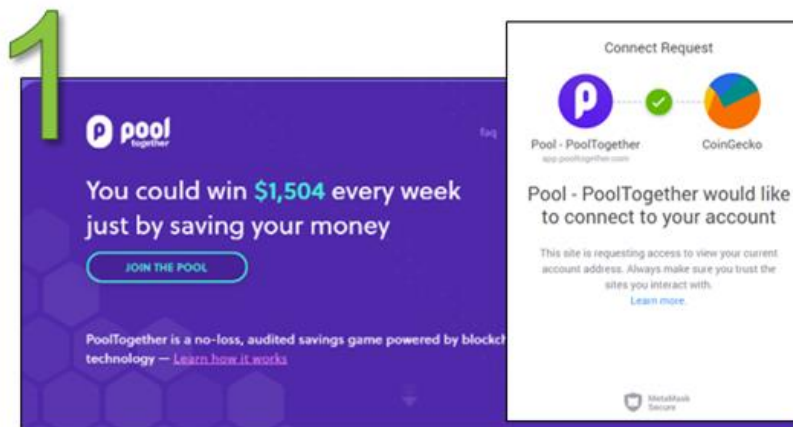 1
pool
together
faq
You could win $1,504 every week
just by saving your money
JOIN THE POOL
PoolTogether is a no-loss, audited savings game powered by blockch
technology — Learn how it works
Connect Request
Pool - PoolTogether
app.pooltogether.com
CoinGecko
Pool - PoolTogether would like
to connect to your account
This site is requesting access to view your current
account address. Always make sure you trust the
sites you interact with.
Learn more.
MetaMask
Secure